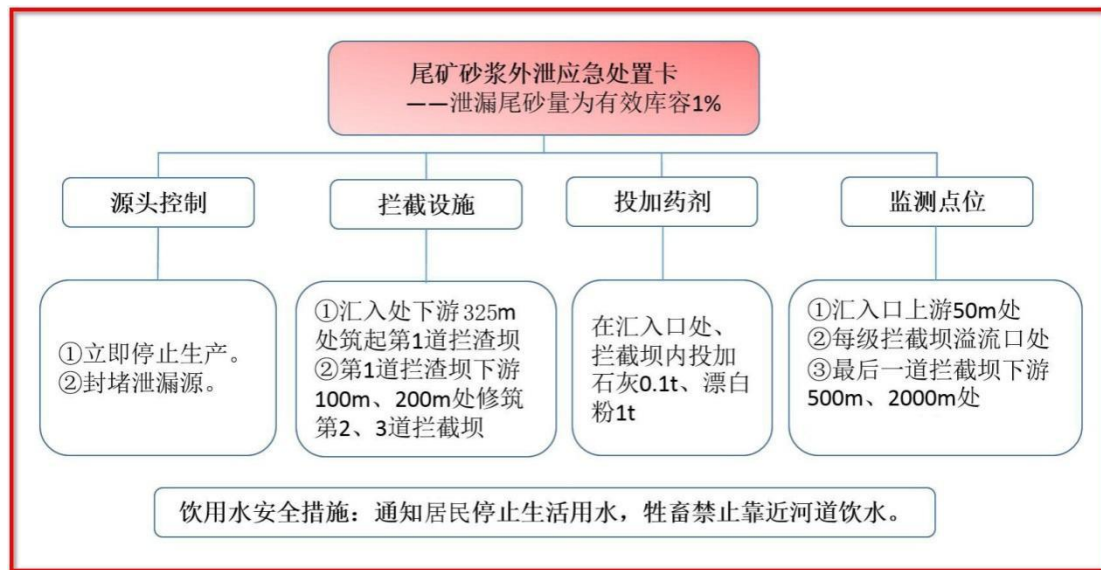 尾矿砂浆外泄应急处置卡
——泄漏尾砂量为有效库容1%
源头控制
拦截设施
投加药剂
监测点位
①立即停止生产。
②封堵泄漏源。
①汇入处下游325m
处筑起第1道拦渣坝
②第1道拦渣坝下游
100m、200m处修筑
第2、3道拦截坝
在汇入口处、
拦截坝内投加
石灰0.1t、漂白
粉1t
①汇入口上游50m处
②每级拦截坝溢流口处
③最后一道拦截坝下游
500m、2000m处
饮用水安全措施：通知居民停止生活用水，牲畜禁止靠近河道饮水。